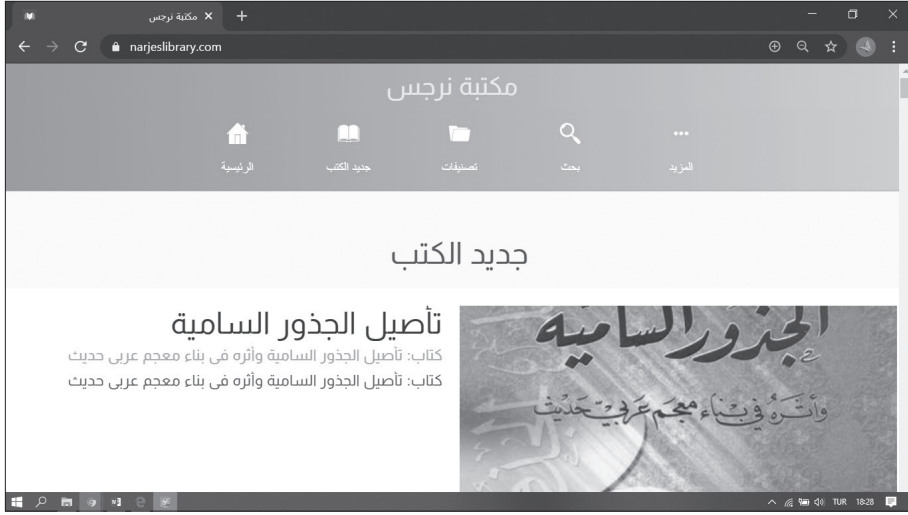 مكتبة نرجس
narjeslibrary.com
مكتبة نرجس
المزيد
بحث
تصنيفات
جديد الكتب
الرئيسية
جديد الكتب
الجذور السامية
وأثره في بناء معجم عربي حديث
تأصيل الجذور السامية
كتاب: تأصيل الجذور السامية وأثره فى بناء معجم عربى حديث
كتاب: تأصيل الجذور السامية وأثره فى بناء معجم عربى حديث
TUR 18:28